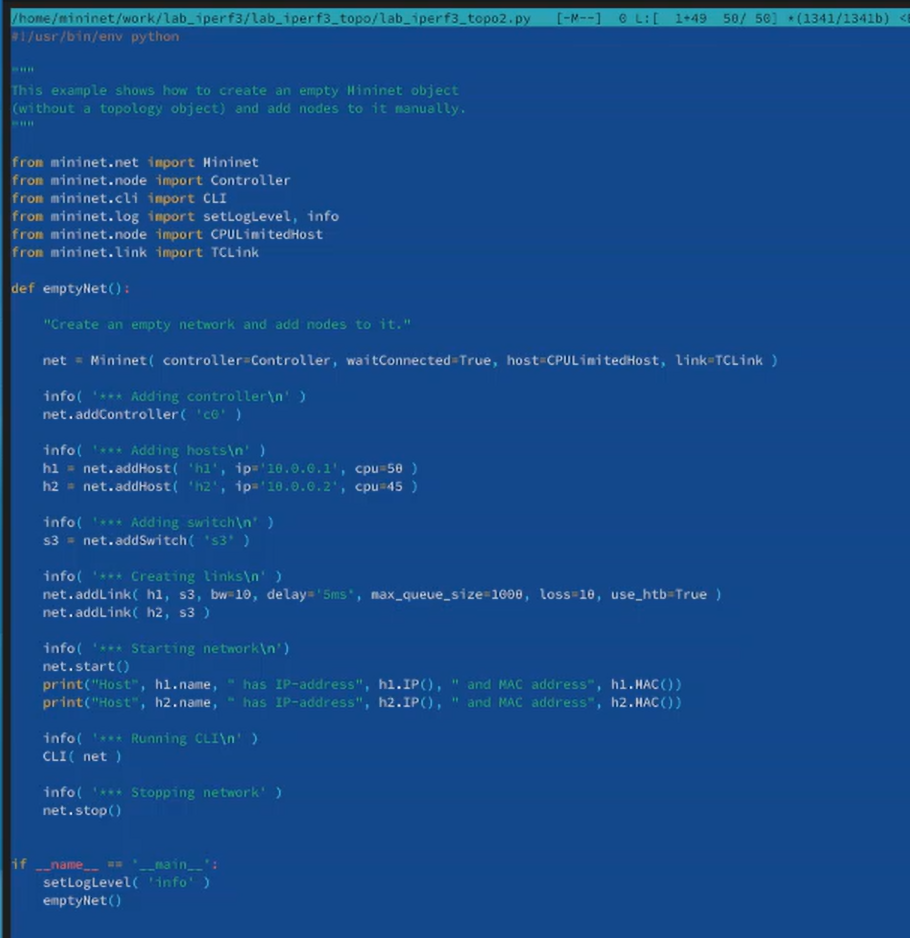 /home/mininet/work/lab_iperf3/lab_iperf3_topo/lab_iperf3_topo2.py   [-M--]  0 L:[  1+49  50/ 50] *(1341/1341b) <
#!/usr/bin/env python

"""
This example shows how to create an empty Mininet object
(without a topology object) and add nodes to it manually.
"""

from mininet.net import Mininet
from mininet.node import Controller
from mininet.cli import CLI
from mininet.log import setLogLevel, info
from mininet.node import CPULimitedHost
from mininet.link import TCLink

def emptyNet():

    "Create an empty network and add nodes to it."

    net = Mininet( controller=Controller, waitConnected=True, host=CPULimitedHost, link=TCLink )

    info( '*** Adding controller\n' )
    net.addController( 'c0' )

    info( '*** Adding hosts\n' )
    h1 = net.addHost( 'h1', ip='10.0.0.1', cpu=50 )
    h2 = net.addHost( 'h2', ip='10.0.0.2', cpu=45 )

    info( '*** Adding switch\n' )
    s3 = net.addSwitch( 's3' )

    info( '*** Creating links\n' )
    net.addLink( h1, s3, bw=10, delay='5ms', max_queue_size=1000, loss=10, use_htb=True )
    net.addLink( h2, s3 )

    info( '*** Starting network\n')
    net.start()
    print("Host", h1.name, " has IP-address", h1.IP(), " and MAC address", h1.MAC())
    print("Host", h2.name, " has IP-address", h2.IP(), " and MAC address", h2.MAC())

    info( '*** Running CLI\n' )
    CLI( net )

    info( '*** Stopping network' )
    net.stop()


if __name__ == '__main__':
    setLogLevel( 'info' )
    emptyNet()